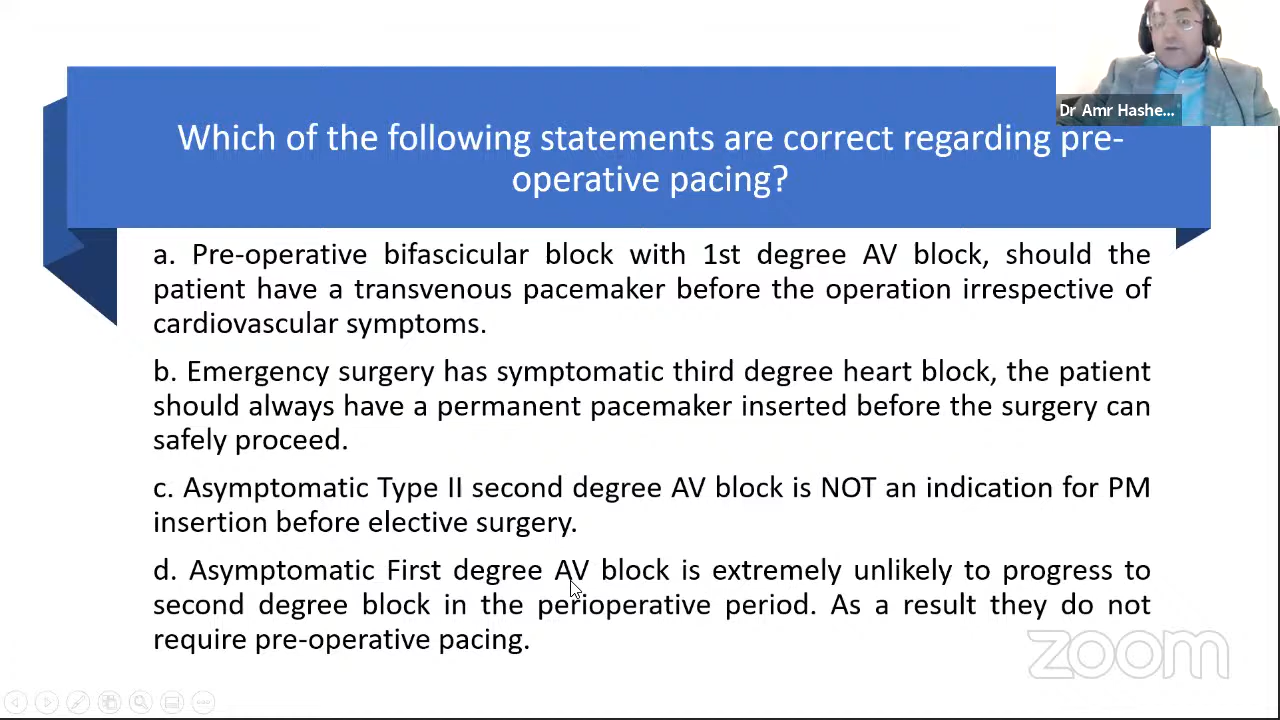 Dr Amr Hashe...
Which of the following statements are correct regarding pre-
operative pacing?
a. Pre-operative bifascicular block with 1st degree AV block, should the
patient have a transvenous pacemaker before the operation irrespective of
cardiovascular symptoms.
b. Emergency surgery has symptomatic third degree heart block, the patient
should always have a permanent pacemaker inserted before the surgery can
safely proceed.
c. Asymptomatic Type II second degree AV block is NOT an indication for PM
insertion before elective surgery.
d. Asymptomatic First degree AV block is extremely unlikely to progress to
second degree block in the perioperative period. As a result they do not
require pre-operative pacing.
zoom